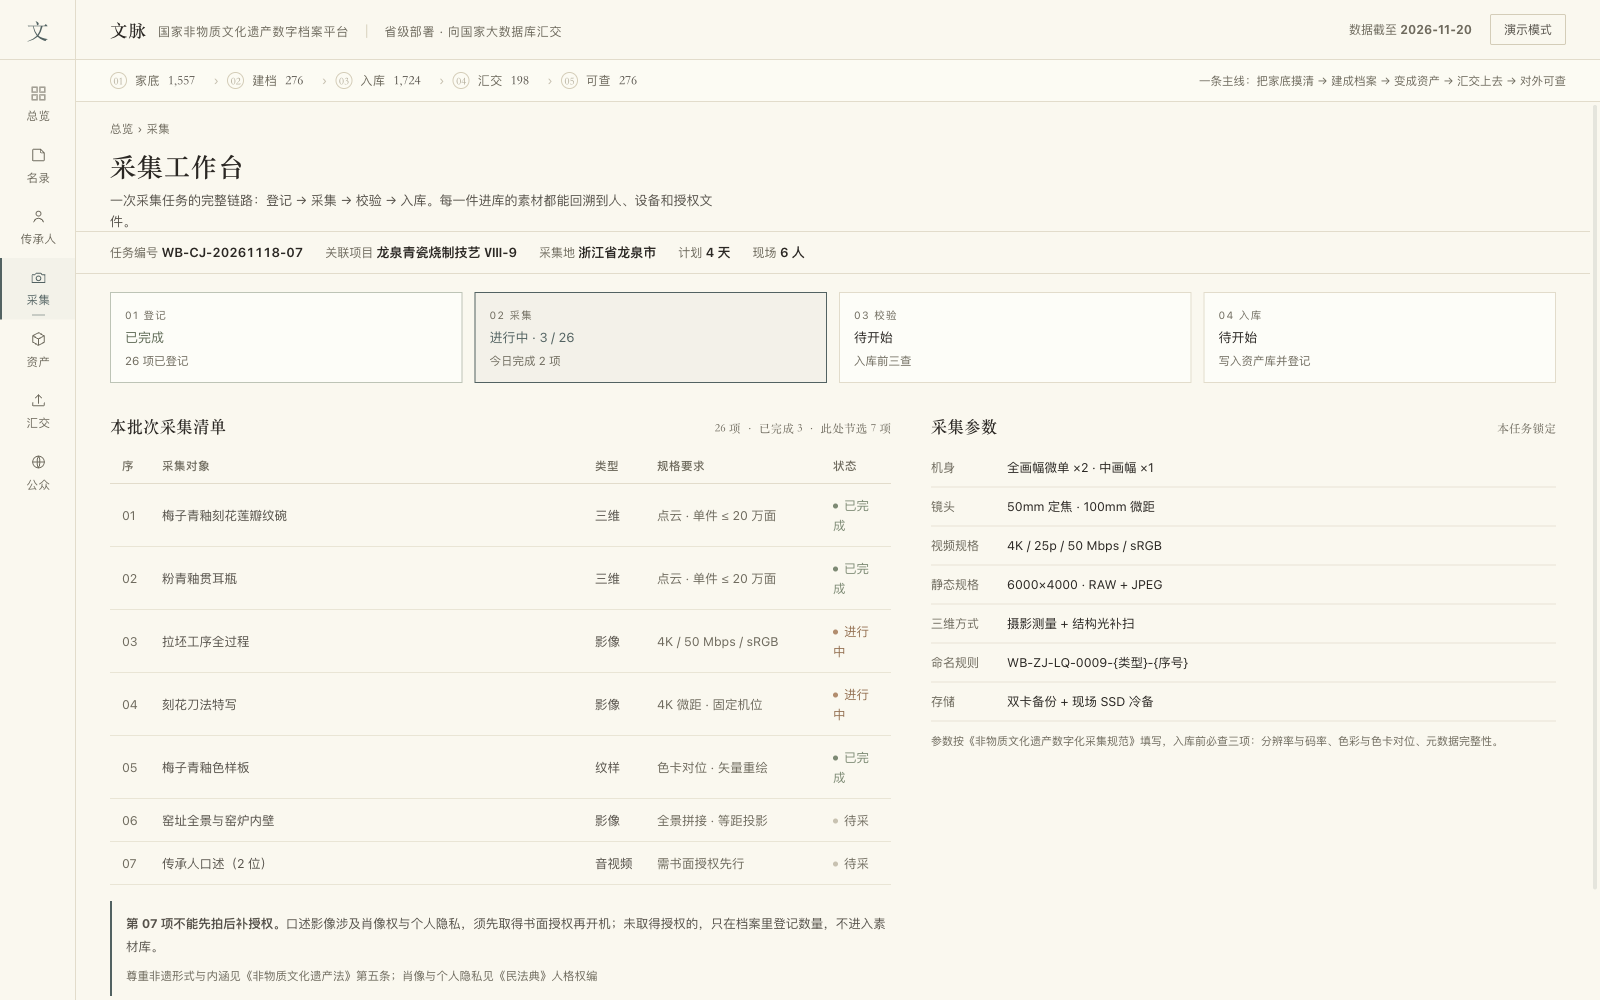 文
文脉 国家非物质文化遗产数字档案平台 省级部署 · 向国家大数据库汇交
数据截至 2026-11-20 演示模式
01 家底 1,557 › 02 建档 276 › 03 入库 1,724 › 04 汇交 198 › 05 可查 276
一条主线：把家底摸清 → 建成档案 → 变成资产 → 汇交上去 → 对外可查
总览
名录
传承人
采集
资产
汇交
公众
总览 › 采集
采集工作台
一次采集任务的完整链路：登记 → 采集 → 校验 → 入库。每一件进库的素材都能回溯到人、设备和授权文
件。
任务编号 WB-CJ-20261118-07 关联项目 龙泉青瓷烧制技艺 Ⅷ-9 采集地 浙江省龙泉市 计划 4 天 现场 6 人
01 登记
已完成
26 项已登记
02 采集
进行中 · 3 / 26
今日完成 2 项
03 校验
待开始
入库前三查
04 入库
待开始
写入资产库并登记
本批次采集清单
26 项 · 已完成 3 · 此处节选 7 项
序 采集对象 类型 规格要求 状态
01 梅子青釉刻花莲瓣纹碗 三维 点云 · 单件 ≤ 20 万面 已完
成
02 粉青釉贯耳瓶 三维 点云 · 单件 ≤ 20 万面 已完
成
03 拉坯工序全过程 影像 4K / 50 Mbps / sRGB 进行
中
04 刻花刀法特写 影像 4K 微距 · 固定机位 进行
中
05 梅子青釉色样板 纹样 色卡对位 · 矢量重绘 已完
成
06 窑址全景与窑炉内壁 影像 全景拼接 · 等距投影 待采
07 传承人口述（2 位） 音视频 需书面授权先行 待采
第 07 项不能先拍后补授权。口述影像涉及肖像权与个人隐私，须先取得书面授权再开机；未取得授权的，只在档案里登记数量，不进入素
材库。
尊重非遗形式与内涵见《非物质文化遗产法》第五条；肖像与个人隐私见《民法典》人格权编
采集参数
本任务锁定
机身 全画幅微单 ×2 · 中画幅 ×1
镜头 50mm 定焦 · 100mm 微距
视频规格 4K / 25p / 50 Mbps / sRGB
静态规格 6000×4000 · RAW + JPEG
三维方式 摄影测量 + 结构光补扫
命名规则 WB-ZJ-LQ-0009-{类型}-{序号}
存储 双卡备份 + 现场 SSD 冷备
参数按《非物质文化遗产数字化采集规范》填写，入库前必查三项：分辨率与码率、色彩与色卡对位、元数据完整性。